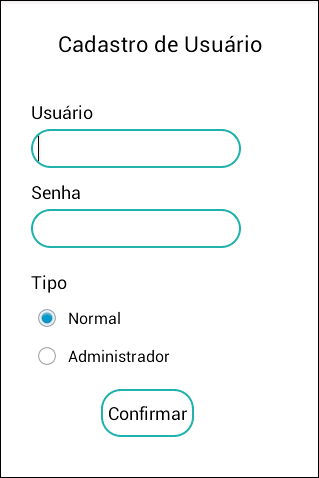 Cadastro de Usuário
Usuário
Senha
Tipo
Normal
Administrador
Confirmar